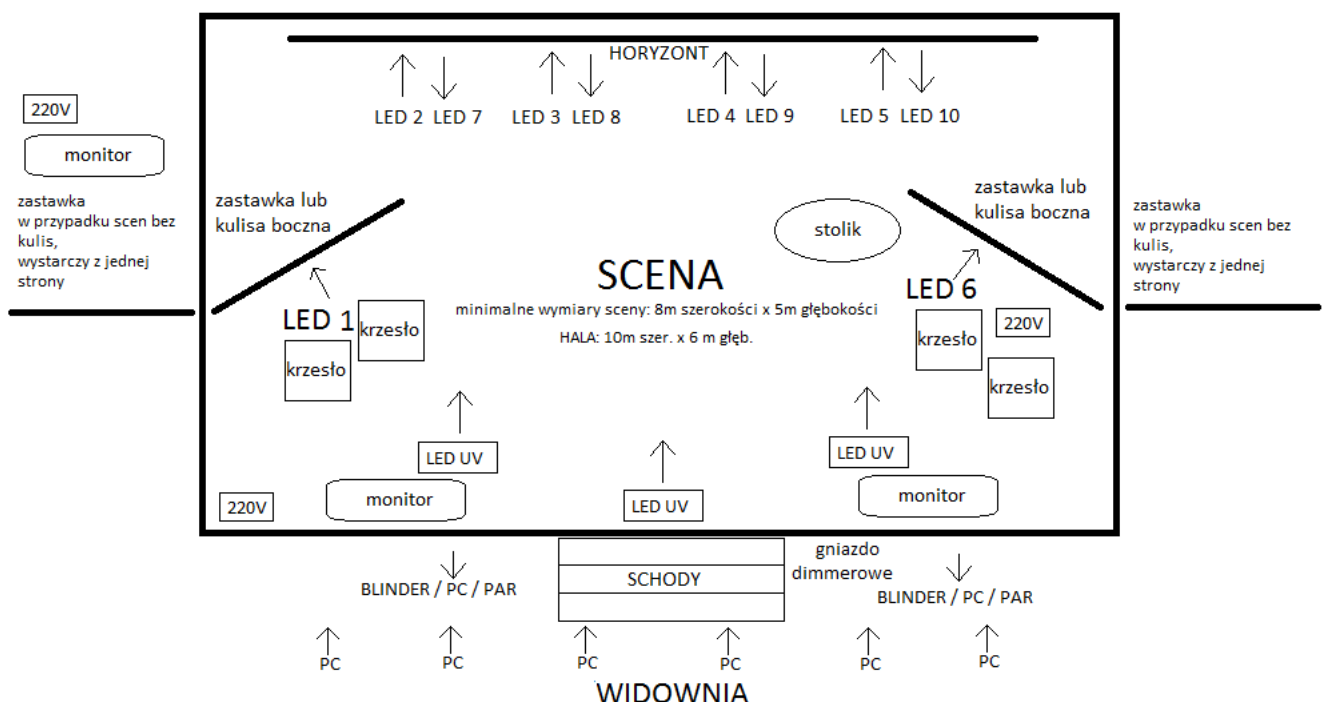 HORYZONT
LED 2 LED 7
LED 3 LED 8
LED 4 LED 9
LED 5 LED 10
220V
monitor
zastawka
w przypadku scen bez
kulis,
wystarczy z jednej
strony
zastawka lub
kulisa boczna
zastawka lub
kulisa boczna
zastawka
w przypadku scen bez
kulis,
wystarczy z jednej
strony
stolik
SCENA
minimalne wymiary sceny: 8m szerokości x 5m głębokości
HALA: 10m szer. x 6 m głęb.
LED 1
krzesło
krzesło
LED 6
krzesło
220V
krzesło
LED UV
LED UV
LED UV
220V
monitor
monitor
gniazdo
dimmerowe
SCHODY
BLINDER / PC / PAR
BLINDER / PC / PAR
PC
PC
PC
PC
PC
PC
WIDOWNIA